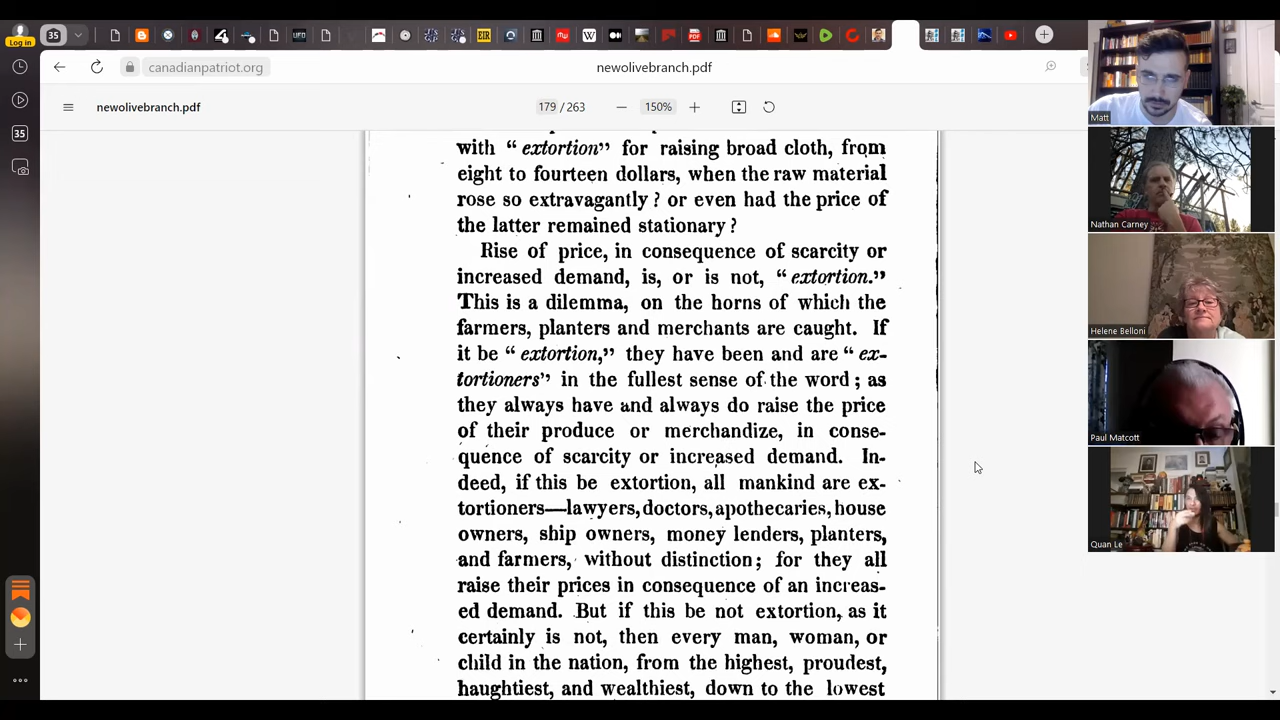 35
Log in
EIR
UFO
W
canadianpatriot.org
newolivebranch.pdf
newolivebranch.pdf
179 / 263
150%
35
with “extortion” for raising broad cloth, from
eight to fourteen dollars, when the raw material
rose so extravagantly? or even had the price of
the latter remained stationary?
Rise of price, in consequence of scarcity or
increased demand, is, or is not, “extortion.”
This is a dilemma, on the horns of which the
farmers, planters and merchants are caught. If
it be “extortion,” they have been and are “ex-
tortioners” in the fullest sense of the word; as
they always have and always do raise the price
of their produce or merchandize, in conse-
quence of scarcity or increased demand. In-
deed, if this be extortion, all mankind are ex-
tortioners—lawyers, doctors, apothecaries, house
owners, ship owners, money lenders, planters,
and farmers, without distinction; for they all
raise their prices in consequence of an increas-
ed demand. But if this be not extortion, as it
certainly is not, then every man, woman, or
child in the nation, from the highest, proudest,
haughtiest, and wealthiest, down to the lowest
Matt
Nathan Carney
Helene Belloni
Paul Matcott
Quan Le